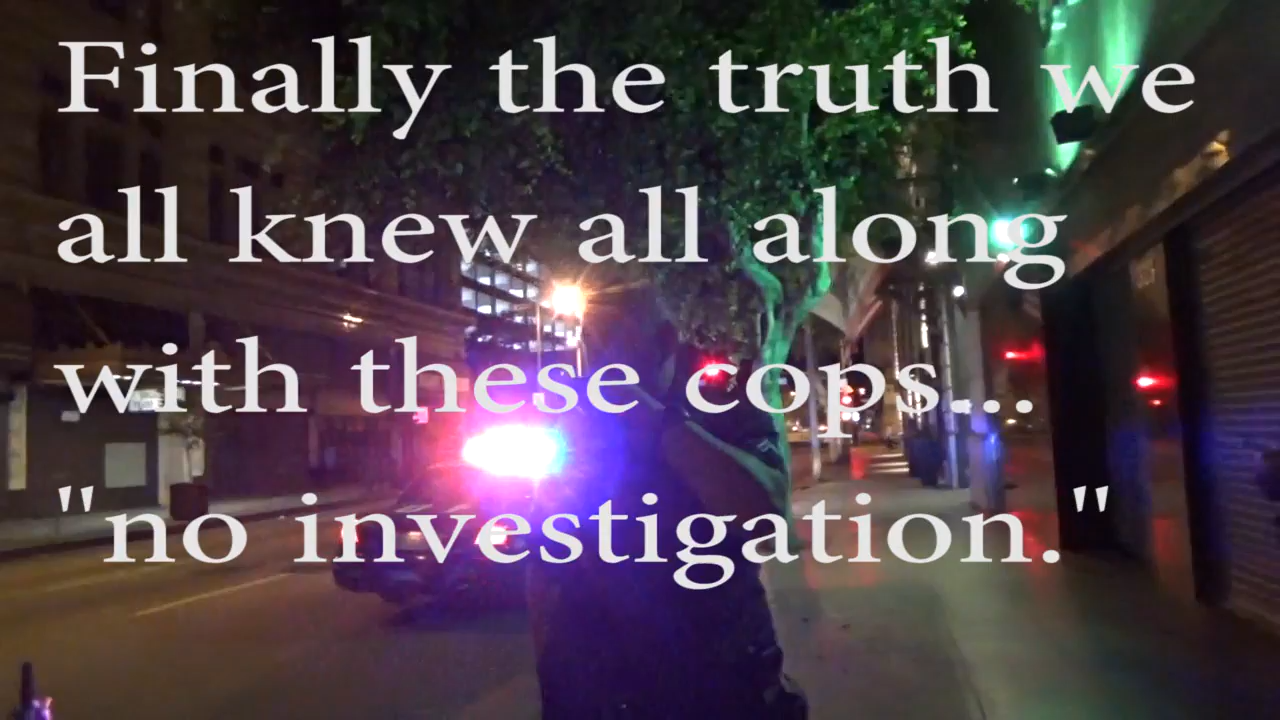 Finally the truth we
all knew all along
with these cops...
"no investigation."